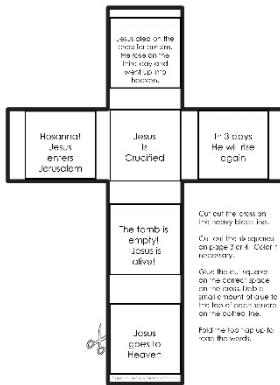 Jesus died on the
cross for our sins.
He rose on the
third day and
went up into
heaven.
Hosanna!
Jesus
enters
Jerusalem
Jesus
Is
Crucified
In 3 days
He will rise
again
The tomb is
empty!
Jesus is
alive!
Cut out the cross on
the heavy black line.
Cut out the six squares
on page 3 or 4. Color if
necessary.
Glue the squares
on the correct space
on the cross.
small amount of glue to
the top of each square
on the dotted line.
Fold the top flap up to
read the words.
Jesus
goes to
Heaven